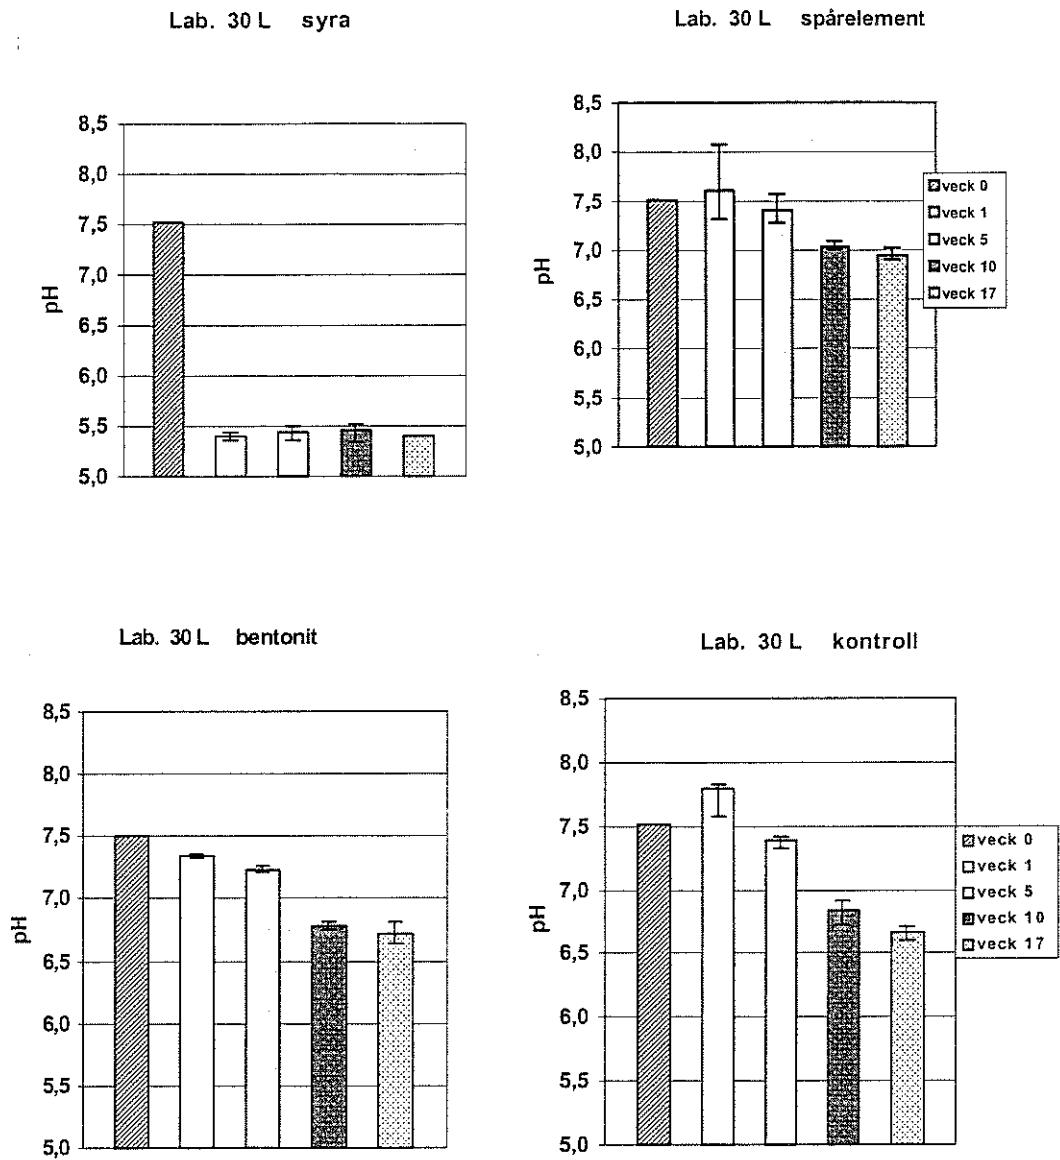 Lab. 30 L syra
8,5
8,0
7,5
7,0
6,5
6,0
5,5
5,0
pH
Lab. 30 L spårelement
8,5
8,0
7,5
7,0
6,5
6,0
5,5
5,0
pH
veck 0
veck 1
veck 5
veck 10
veck 17
Lab. 30 L bentonit
8,5
8,0
7,5
7,0
6,5
6,0
5,5
5,0
pH
Lab. 30 L kontroll
8,5
8,0
7,5
7,0
6,5
6,0
5,5
5,0
pH
veck 0
veck 1
veck 5
veck 10
veck 17